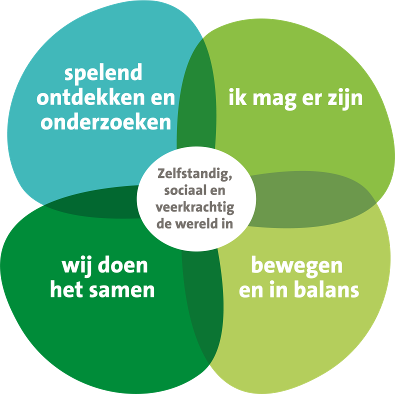 spelend
ontdekken en
onderzoeken
ik mag er zijn
Zelfstandig,
sociaal en
veerkrachtig
de wereld in
wij doen
het samen
bewegen
en in balans